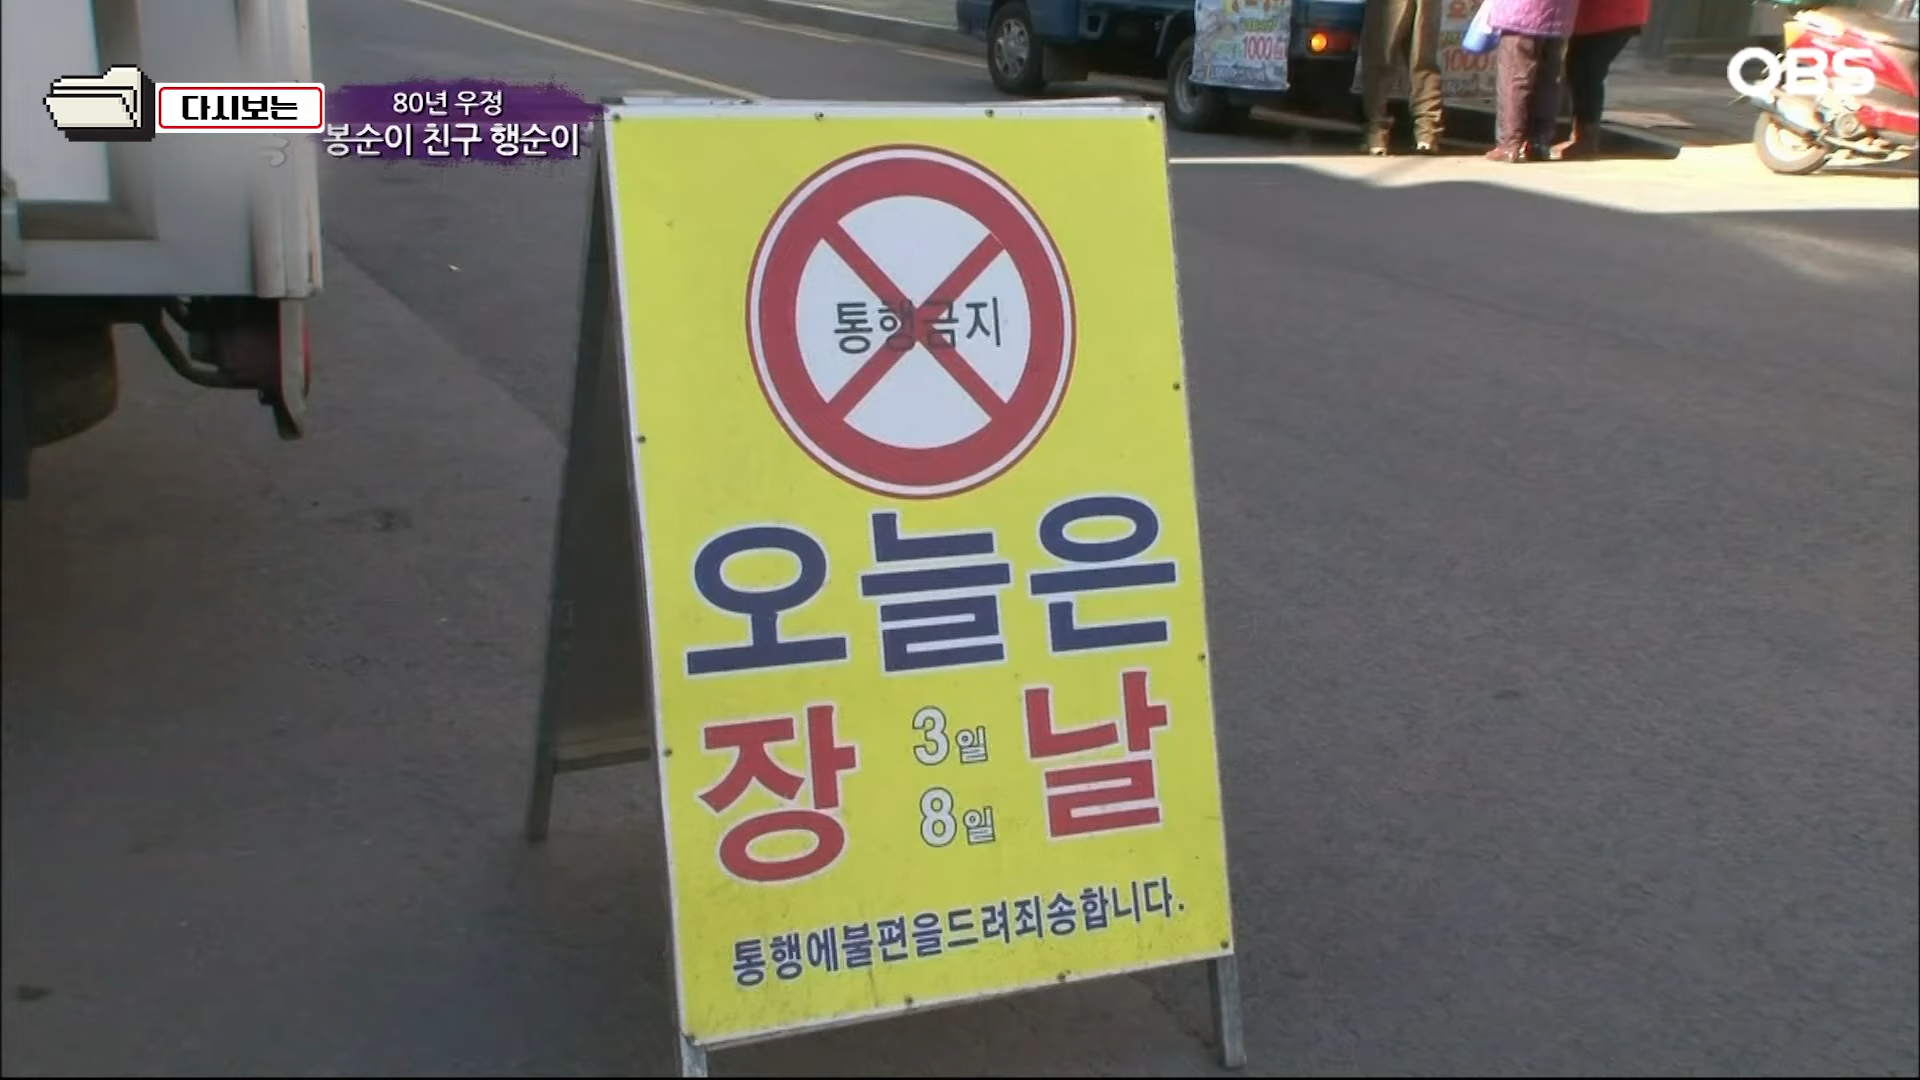 다시보는
80년 우정
봉순이 친구 행순이
OBS
1000
1000
통행금지
오늘은
장 3일 날
8일
통행에불편을드려죄송합니다.